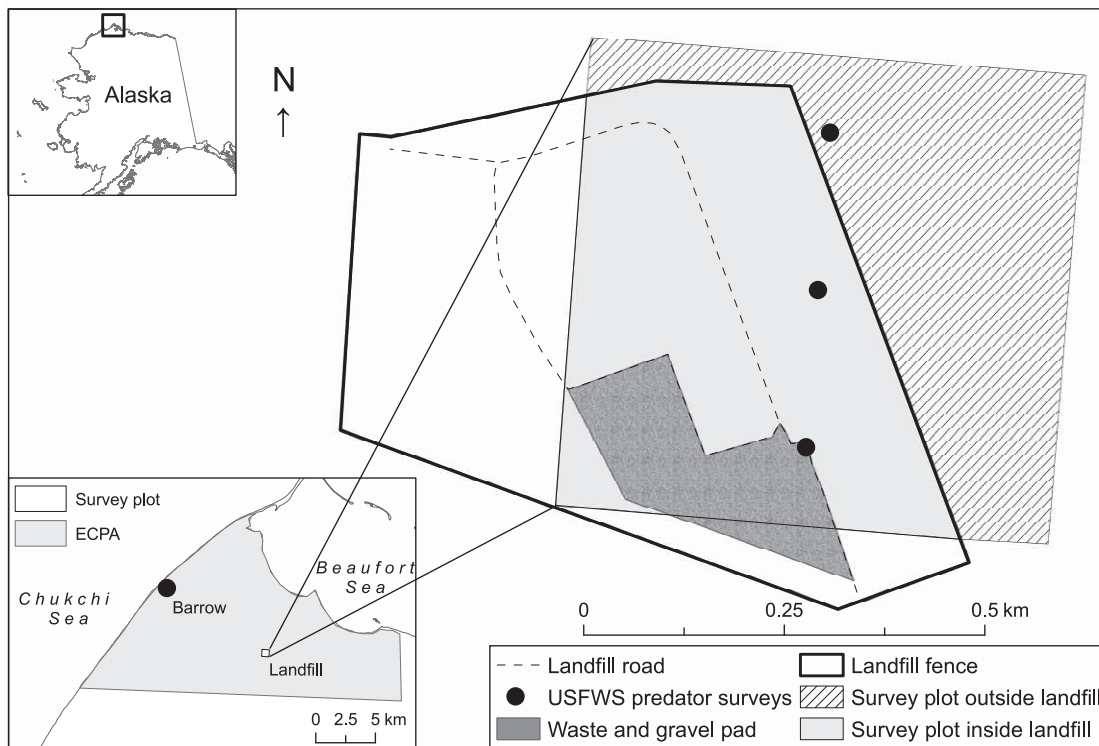 Alaska
N
↑
Survey plot
ECPA
Chukchi
Sea
Beaufort
Sea
Barrow
Landfill
0 2.5 5 km
0 0.25 0.5 km
Landfill road
USFWS predator surveys
Waste and gravel pad
Landfill fence
Survey plot outside landfill
Survey plot inside landfill